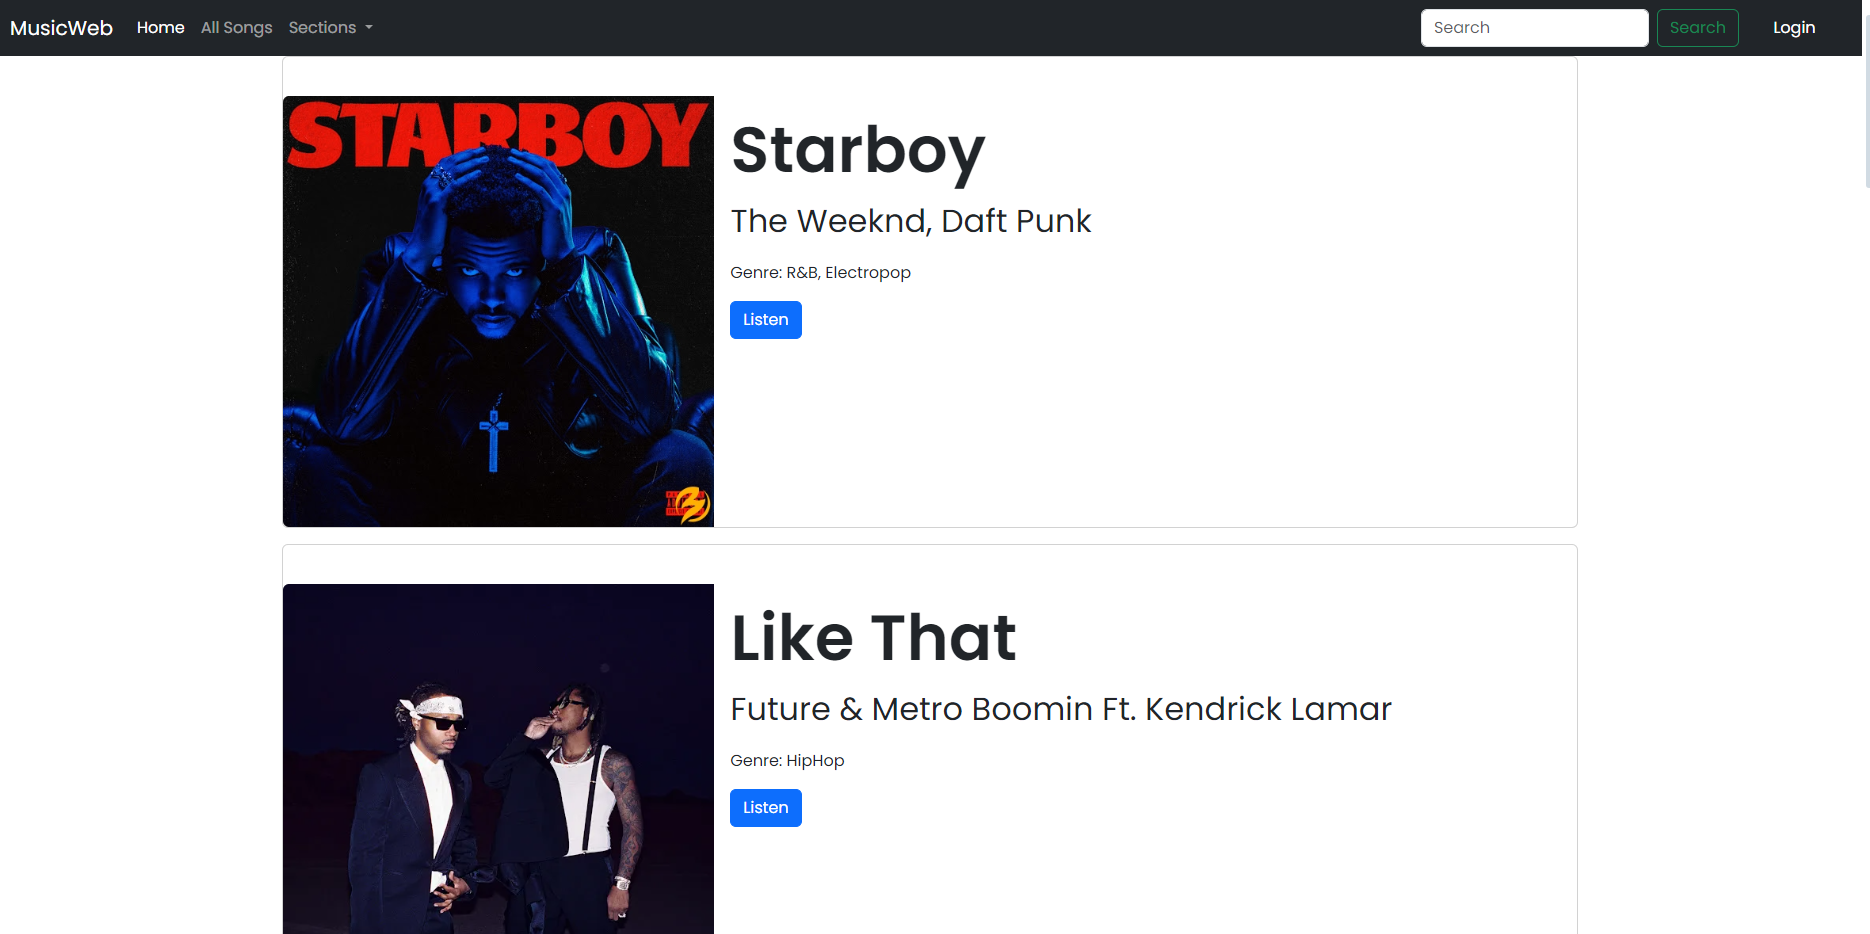 MusicWeb Home All Songs Sections Search Search Login
STARBOY
Starboy
The Weeknd, Daft Punk
Genre: R&B, Electropop
Listen
Like That
Future & Metro Boomin Ft. Kendrick Lamar
Genre: HipHop
Listen